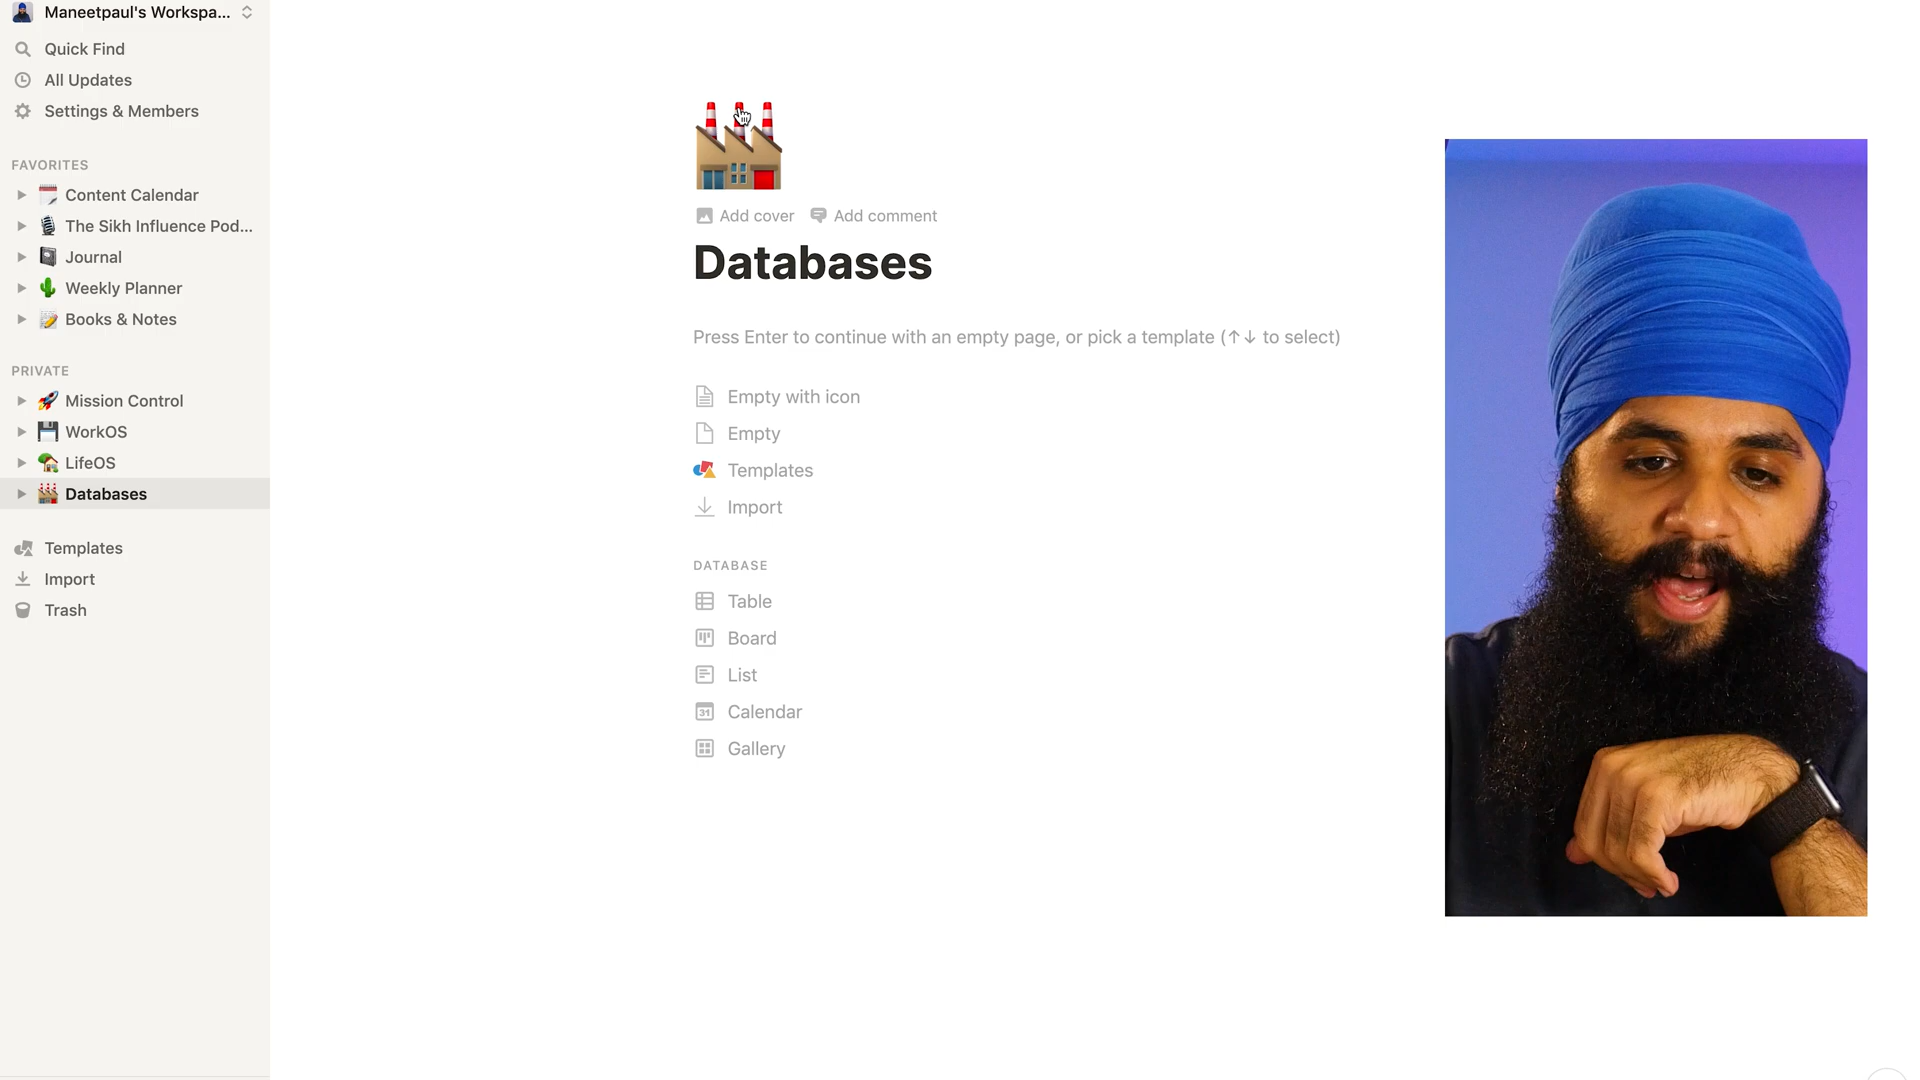 Maneetpaul's Workspa...
Quick Find
All Updates
Settings & Members
FAVORITES
Content Calendar
The Sikh Influence Pod...
Journal
Weekly Planner
Books & Notes
PRIVATE
Mission Control
WorkOS
LifeOS
Databases
Templates
Import
Trash
Add cover Add comment
Databases
Press Enter to continue with an empty page, or pick a template (↑↓ to select)
Empty with icon
Empty
Templates
Import
DATABASE
Table
Board
List
31 Calendar
Gallery